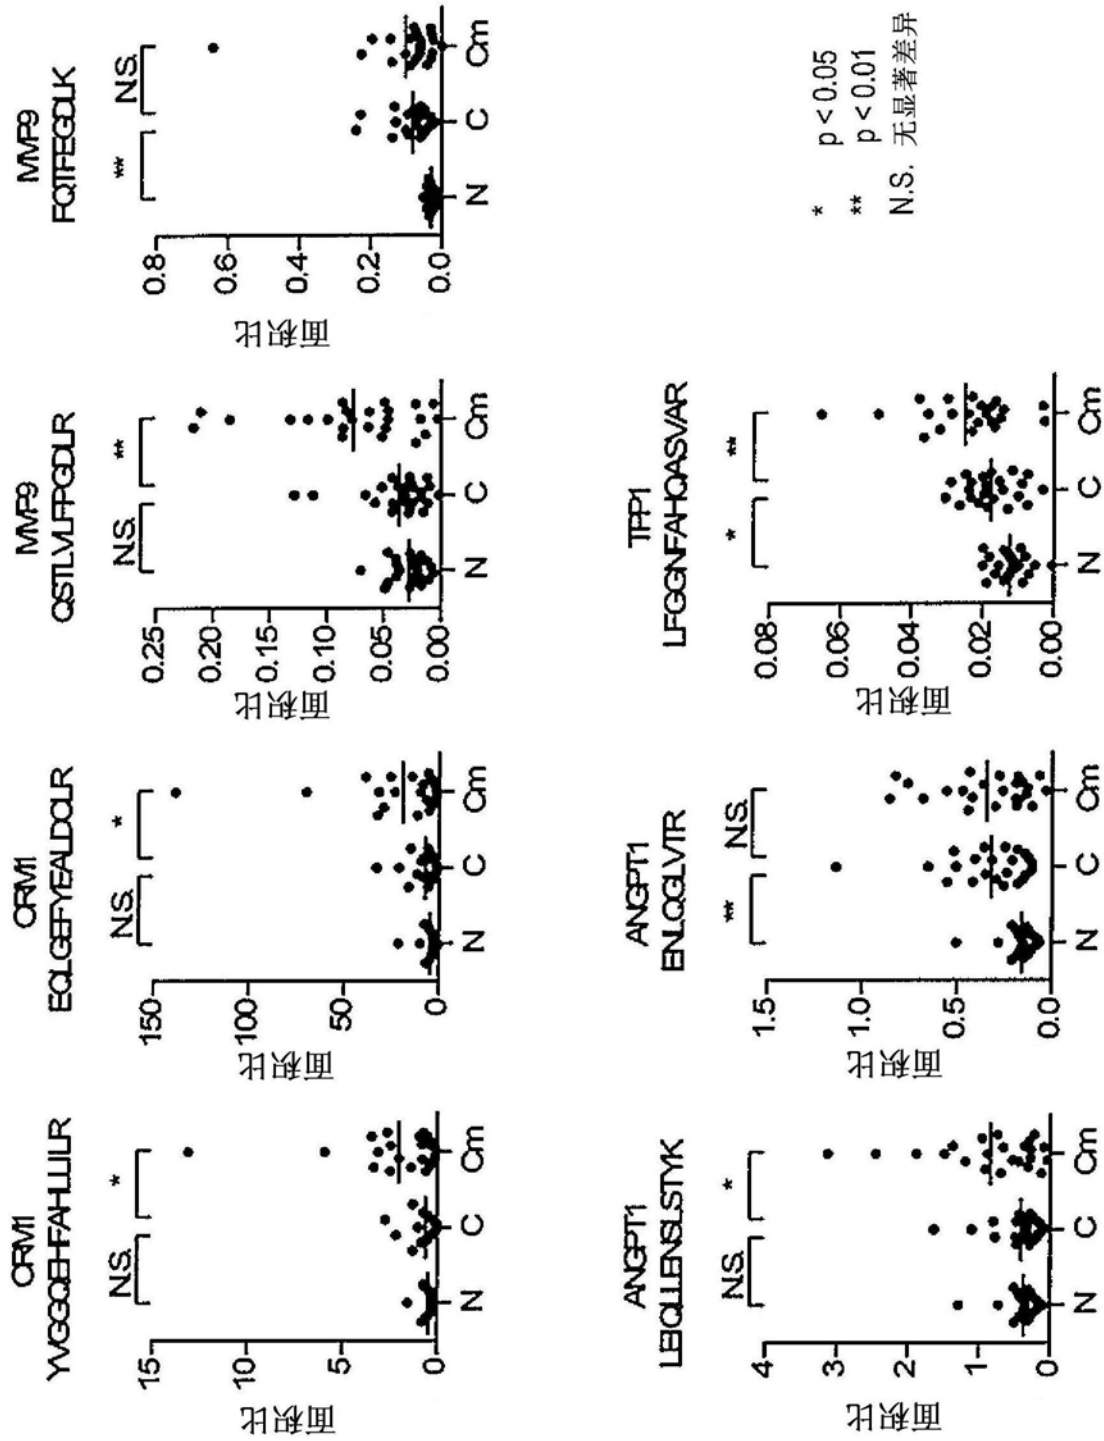 ORM1
YVGGQEHFAHLLILR
N.S.
*
15
10
5
0
面积比
N
C
Cm
ORM1
EQLGEFYEALDCLR
N.S.
*
150
100
50
0
面积比
N
C
Cm
MMP9
QSTLVLFPGDLR
N.S.
**
0.25
0.20
0.15
0.10
0.05
0.00
面积比
N
C
Cm
MMP9
FQTFEGDLK
**
N.S.
0.8
0.6
0.4
0.2
0.0
面积比
N
C
Cm
ANGPT1
LEIQLLENSLSTYK
N.S.
*
4
3
2
1
0
面积比
N
C
Cm
ANGPT1
ENLQGLVTR
**
N.S.
1.5
1.0
0.5
0.0
面积比
N
C
Cm
TPP1
LFGGNFAHQASVAR
*
**
0.08
0.06
0.04
0.02
0.00
面积比
N
C
Cm
* p < 0.05
** p < 0.01
N.S. 无显著差异